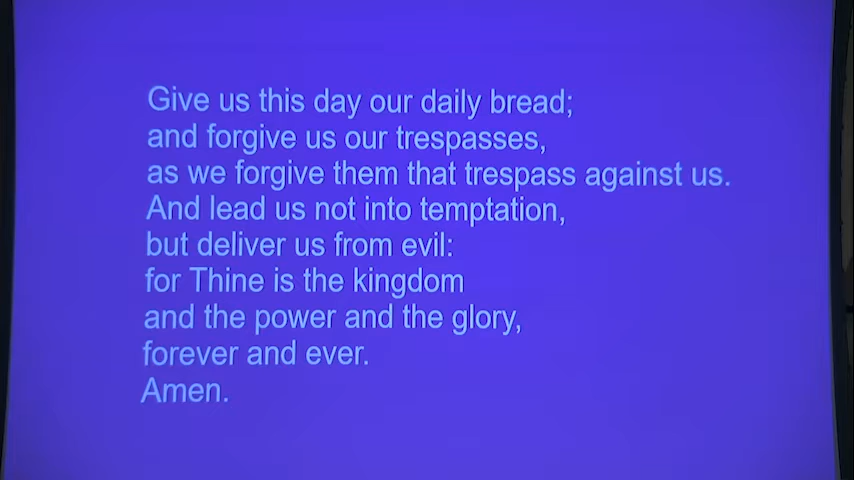 Give us this day our daily bread;
and forgive us our trespasses,
as we forgive them that trespass against us.
And lead us not into temptation,
but deliver us from evil:
for Thine is the kingdom
and the power and the glory,
forever and ever.
Amen.